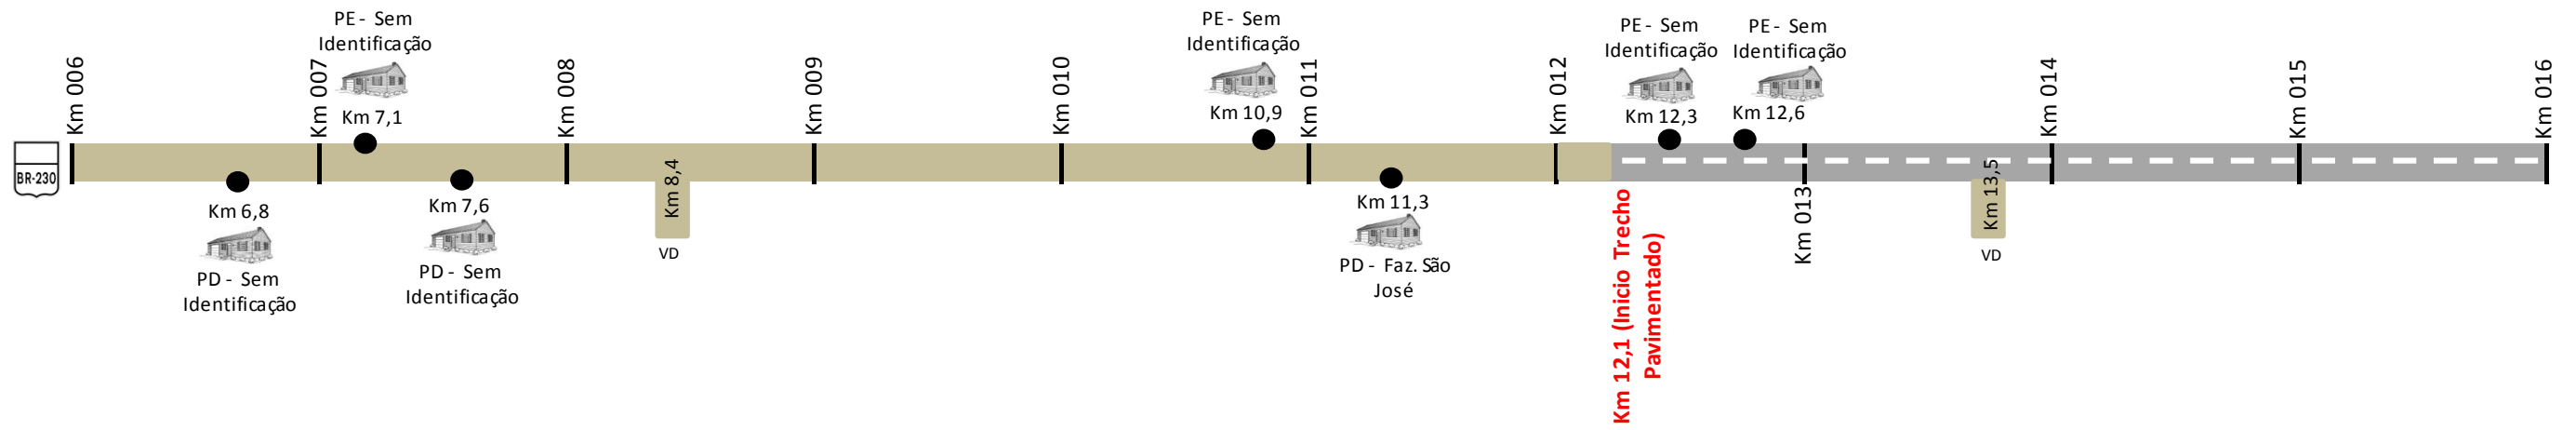 PE - Sem
Identificação
Km 7,1
PE - Sem
Identificação
Km 10,9
PE - Sem
Identificação
Km 12,3
PE - Sem
Identificação
Km 12,6
Km 006
Km 007
Km 008
Km 009
Km 010
Km 011
Km 012
Km 013
Km 014
Km 015
Km 016
BR-230
Km 6,8
PD - Sem
Identificação
Km 7,6
PD - Sem
Identificação
Km 8,4
VD
Km 11,3
PD - Faz. São
José
Km 12,1 (Inicio Trecho
Pavimentado)
Km 13,5
VD